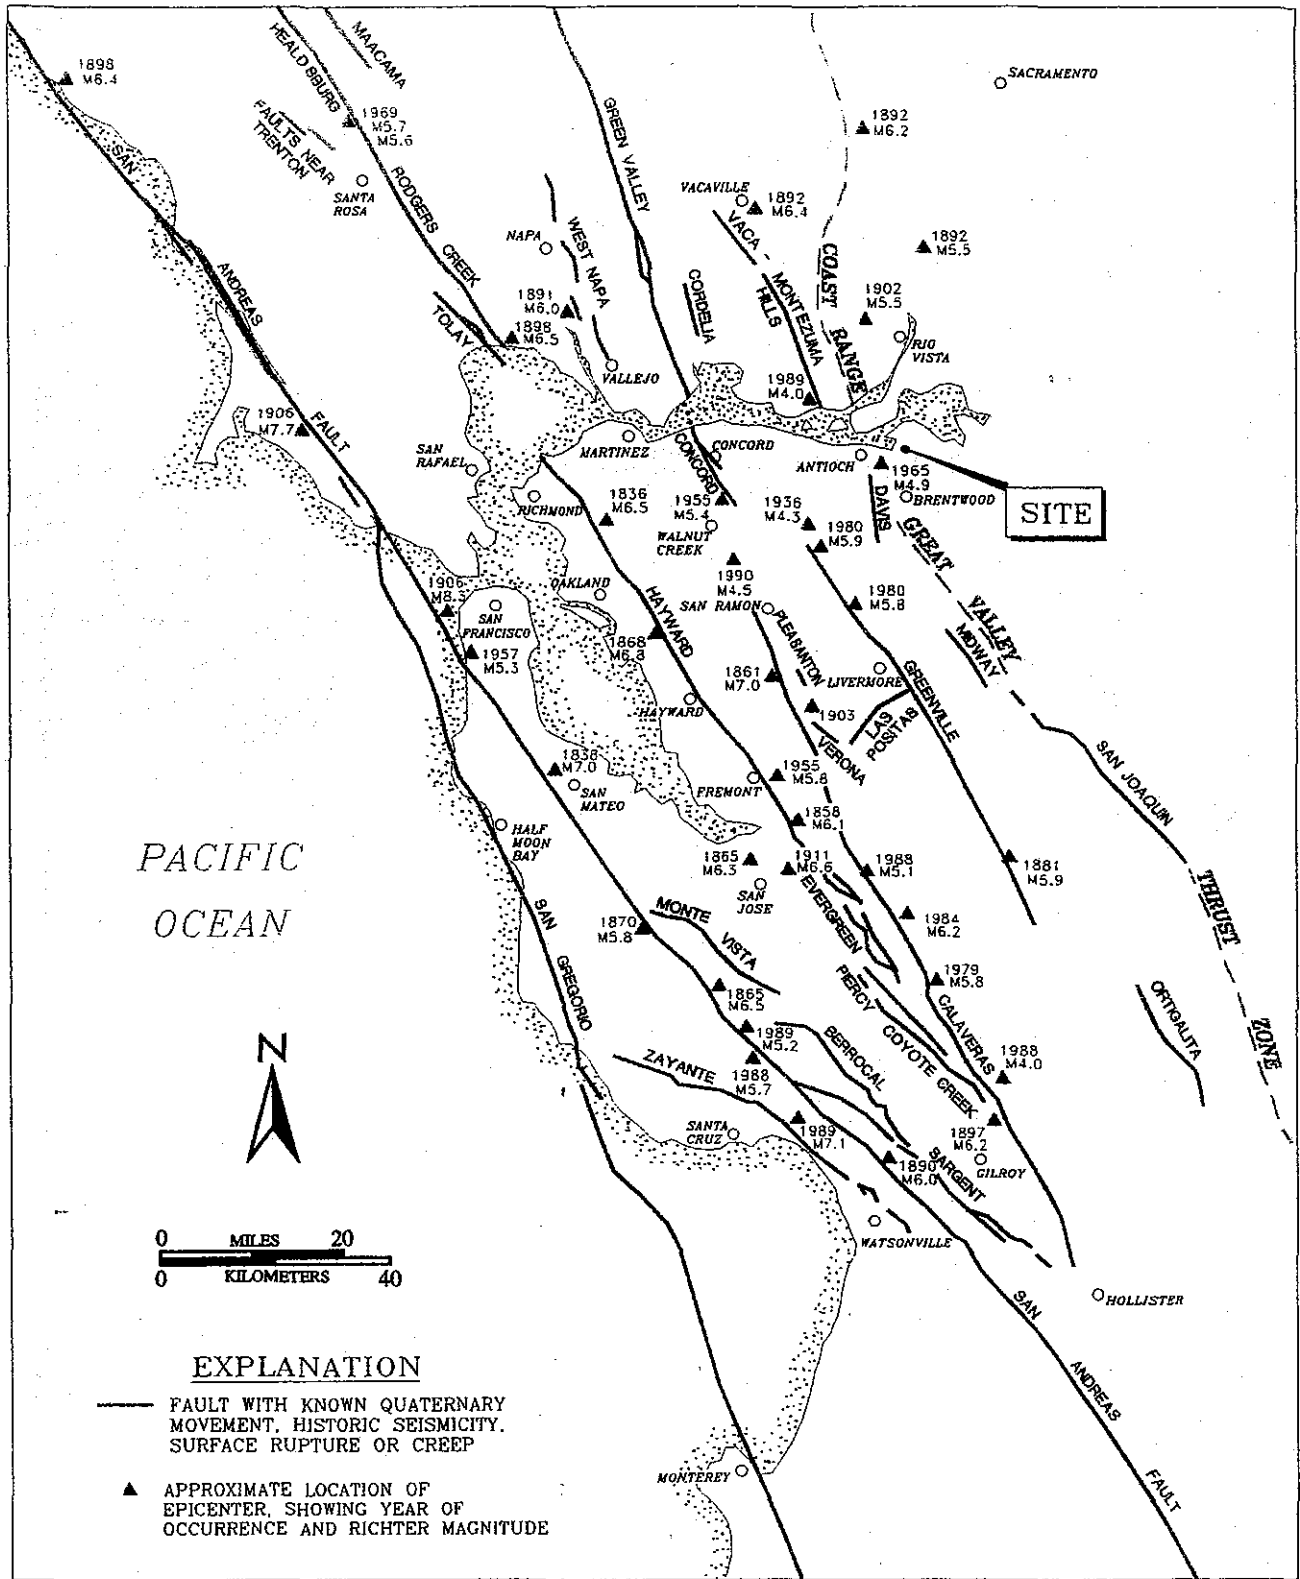 1898
M6.4
HEALDSBURG
MAACAMA
1969
M5.7
M5.6
FAULTS NEAR
TRENTON
SANTA
ROSA
RODGERS CREEK
GREEN VALLEY
SACRAMENTO
1892
M6.2
VACAVILLE
1892
M6.4
1892
M5.5
VACA - MONTEZUMA
HILLS
COAST RANGE
SAN
ANDREAS
FAULT
NAPA
WEST NAPA
CORDELIA
1902
M5.5
RIO
VISTA
1891
M6.0
1898
M6.5
TOLAY
VALLEJO
1989
M4.0
1906
M7.7
SAN
RAFAEL
MARTINEZ
CONCORD
CONCORD
ANTIOCH
1965
M4.9
BRENTWOOD
DAVIS
SITE
RICHMOND
1836
M6.5
1955
M5.4
WALNUT
CREEK
1936
M4.3
1980
M5.9
GREAT
VALLEY
THRUST
ZONE
1990
M4.5
OAKLAND
SAN RAMON
1980
M5.8
1906
M8.3
SAN
FRANCISCO
1957
M5.3
HAYWARD
1868
M6.8
PLEASANTON
MIDWAY
1861
M7.0
LIVERMORE
GREENVILLE
HAYWARD
1903
LAS
POSITAS
VERONA
SAN JOAQUIN
1838
M7.0
SAN
MATEO
FREMONT
1955
M5.8
1858
M6.1
HALF
MOON
BAY
PACIFIC
OCEAN
1865
M6.3
1911
M6.6
SAN
JOSE
1988
M5.1
1881
M5.9
EVERGREEN
1984
M6.2
1870
M5.8
MONTE
VISTA
SAN
GREGORIO
1865
M6.5
PIERCY
COYOTE CREEK
1979
M5.8
CALAVERAS
ORTIGALITA
N
1989
M5.2
1988
M5.7
BERROCAL
ZAYANTE
1988
M4.0
SANTA
CRUZ
1989
M7.1
1897
M6.2
GILROY
1890
M6.0
SARGENT
WATSONVILLE
HOLLISTER
0 MILES 20
0 KILOMETERS 40
SAN
ANDREAS
FAULT
MONTEREY
EXPLANATION
FAULT WITH KNOWN QUATERNARY
MOVEMENT, HISTORIC SEISMICITY,
SURFACE RUPTURE OR CREEP
APPROXIMATE LOCATION OF
EPICENTER, SHOWING YEAR OF
OCCURRENCE AND RICHTER MAGNITUDE